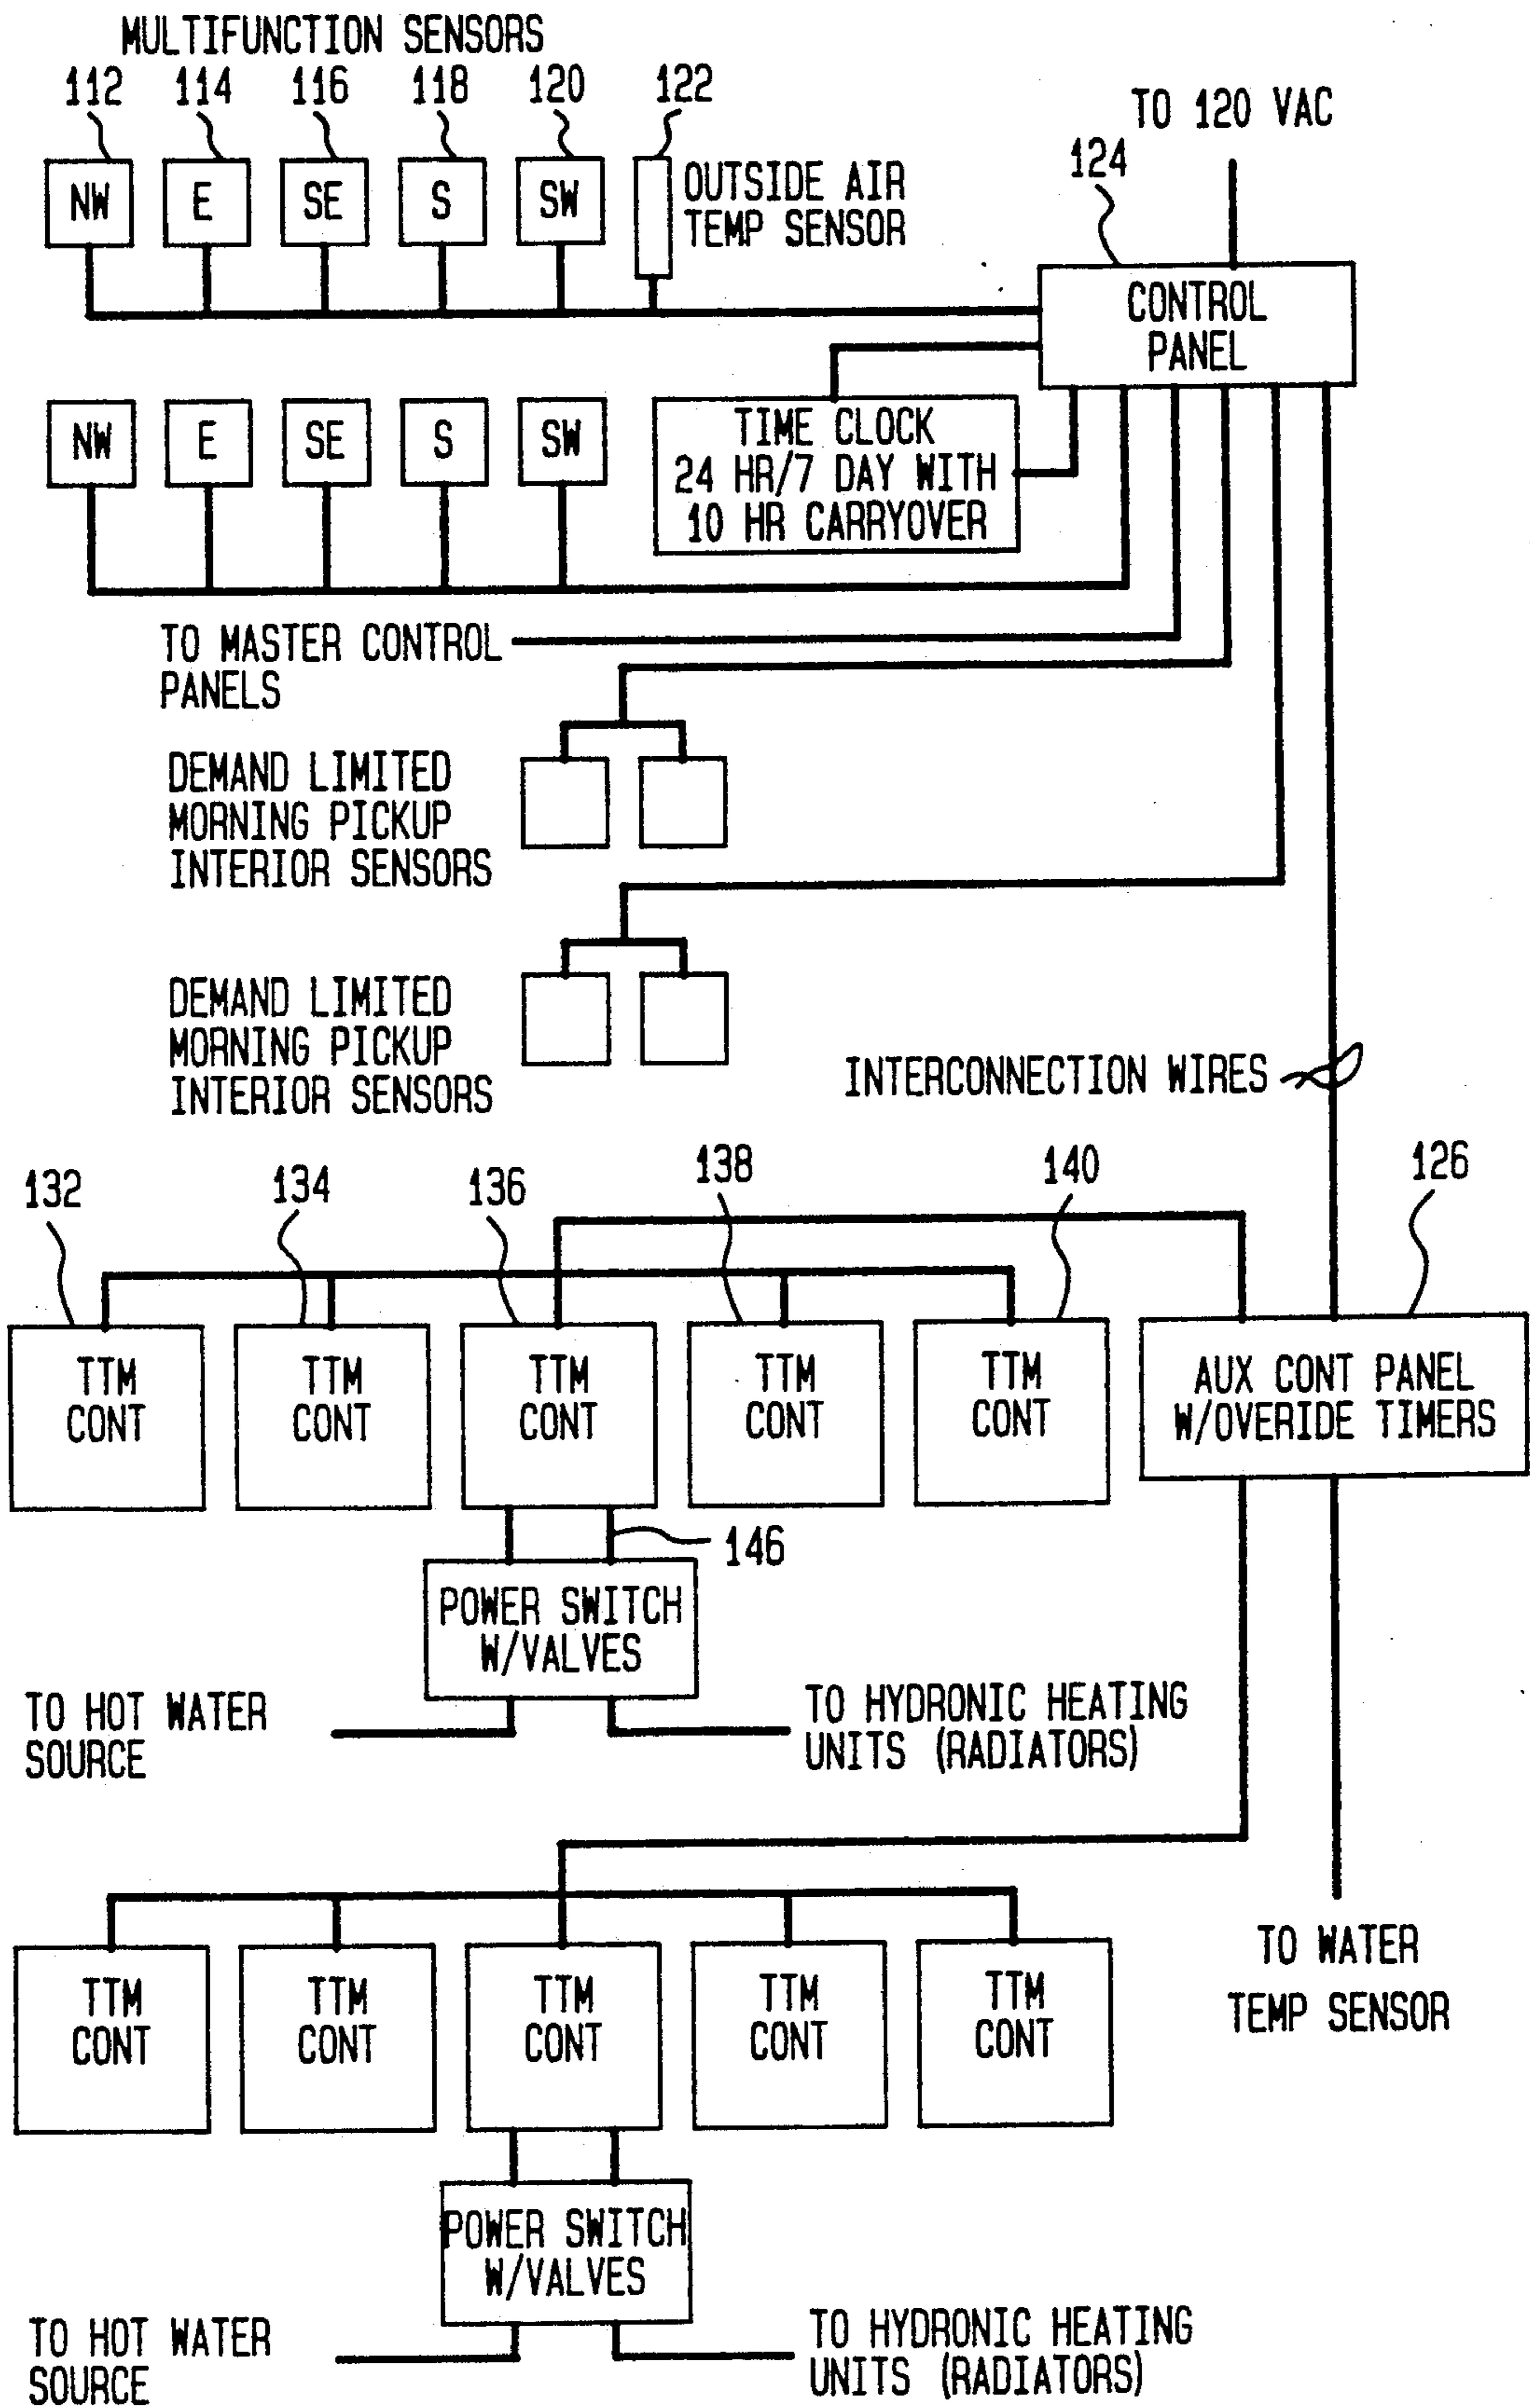 MULTIFUNCTION SENSORS
112 114 116 118 120 122
TO 120 VAC
124
NW E SE S SW
OUTSIDE AIR
TEMP SENSOR
CONTROL
PANEL
NW E SE S SW
TIME CLOCK
24 HR/7 DAY WITH
10 HR CARRYOVER
TO MASTER CONTROL
PANELS
DEMAND LIMITED
MORNING PICKUP
INTERIOR SENSORS
DEMAND LIMITED
MORNING PICKUP
INTERIOR SENSORS
INTERCONNECTION WIRES
132 134 136 138 140 126
TTM
CONT
TTM
CONT
TTM
CONT
TTM
CONT
TTM
CONT
AUX CONT PANEL
W/OVERIDE TIMERS
146
POWER SWITCH
W/VALVES
TO HOT WATER
SOURCE
TO HYDRONIC HEATING
UNITS (RADIATORS)
TTM
CONT
TTM
CONT
TTM
CONT
TTM
CONT
TTM
CONT
TO WATER
TEMP SENSOR
POWER SWITCH
W/VALVES
TO HOT WATER
SOURCE
TO HYDRONIC HEATING
UNITS (RADIATORS)